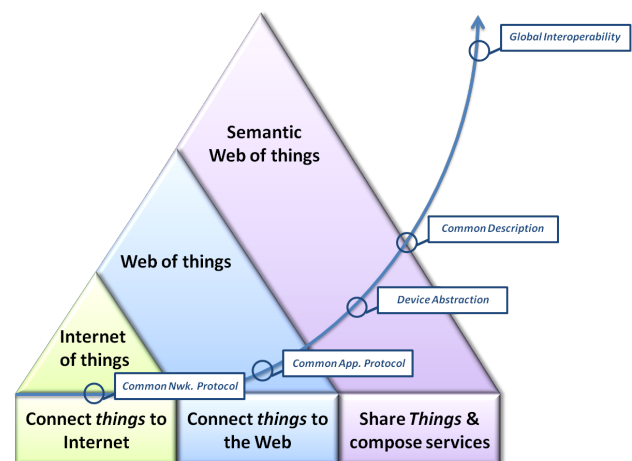 Global Interoperability
Semantic
Web of things
Common Description
Web of things
Device Abstraction
Internet
of things
Common App. Protocol
Common Nwk. Protocol
Connect things to
Internet
Connect things to
the Web
Share Things &
compose services